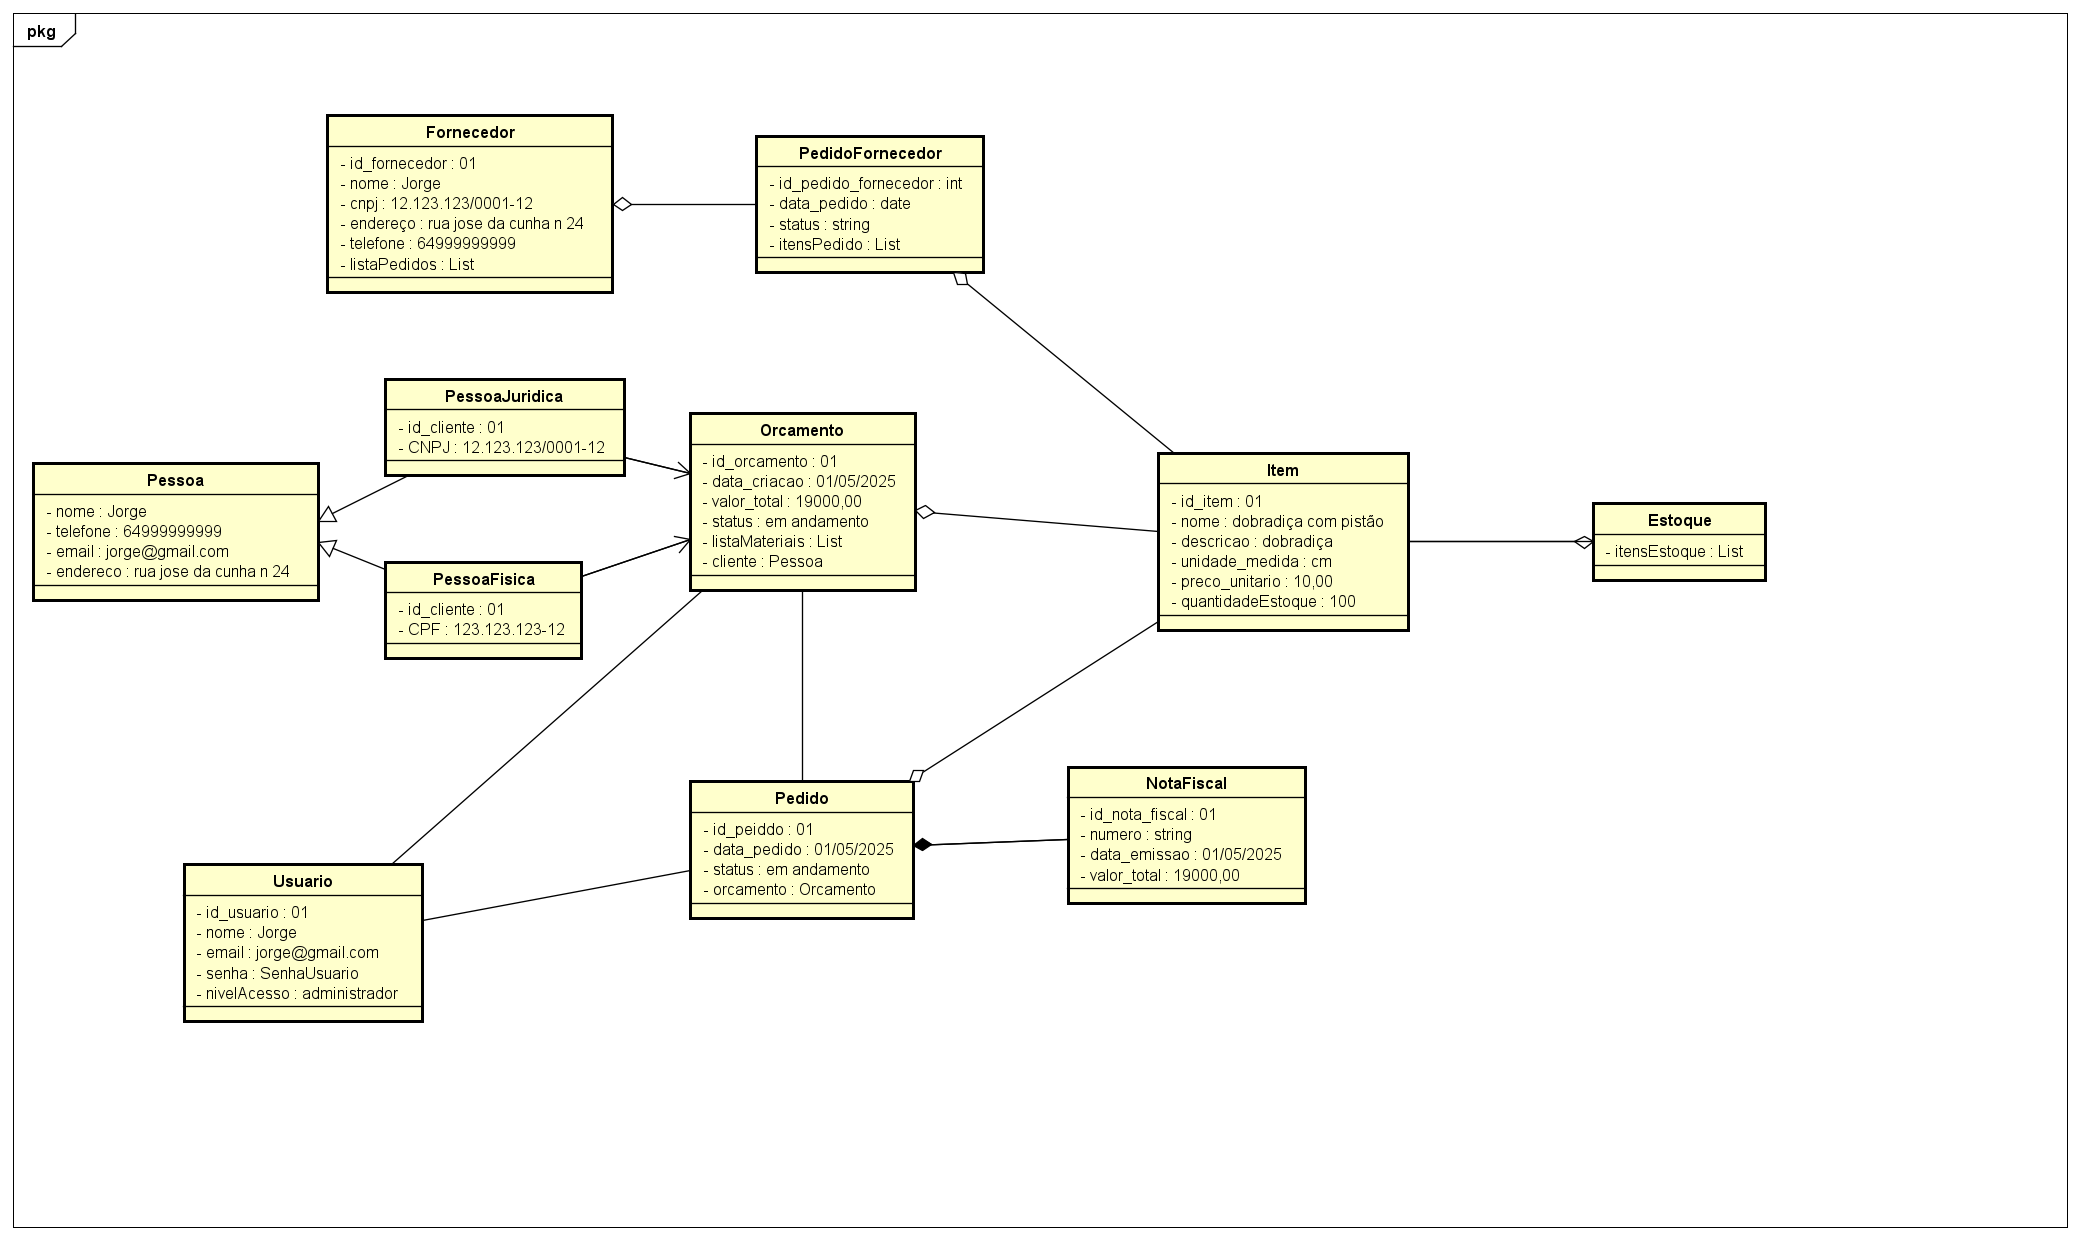 pkg
Fornecedor
- id_fornecedor : 01
- nome : Jorge
- cnpj : 12.123.123/0001-12
- endereço : rua jose da cunha n 24
- telefone : 64999999999
- listaPedidos : List
PedidoFornecedor
- id_pedido_fornecedor : int
- data_pedido : date
- status : string
- itensPedido : List
PessoaJuridica
- id_cliente : 01
- CNPJ : 12.123.123/0001-12
Orcamento
- id_orcamento : 01
- data_criacao : 01/05/2025
- valor_total : 19000,00
- status : em andamento
- listaMateriais : List
- cliente : Pessoa
Pessoa
- nome : Jorge
- telefone : 64999999999
- email : jorge@gmail.com
- endereco : rua jose da cunha n 24
PessoaFisica
- id_cliente : 01
- CPF : 123.123.123-12
Item
- id_item : 01
- nome : dobradiça com pistão
- descricao : dobradiça
- unidade_medida : cm
- preco_unitario : 10,00
- quantidadeEstoque : 100
Estoque
- itensEstoque : List
Pedido
- id_peiddo : 01
- data_pedido : 01/05/2025
- status : em andamento
- orcamento : Orcamento
NotaFiscal
- id_nota_fiscal : 01
- numero : string
- data_emissao : 01/05/2025
- valor_total : 19000,00
Usuario
- id_usuario : 01
- nome : Jorge
- email : jorge@gmail.com
- senha : SenhaUsuario
- nivelAcesso : administrador